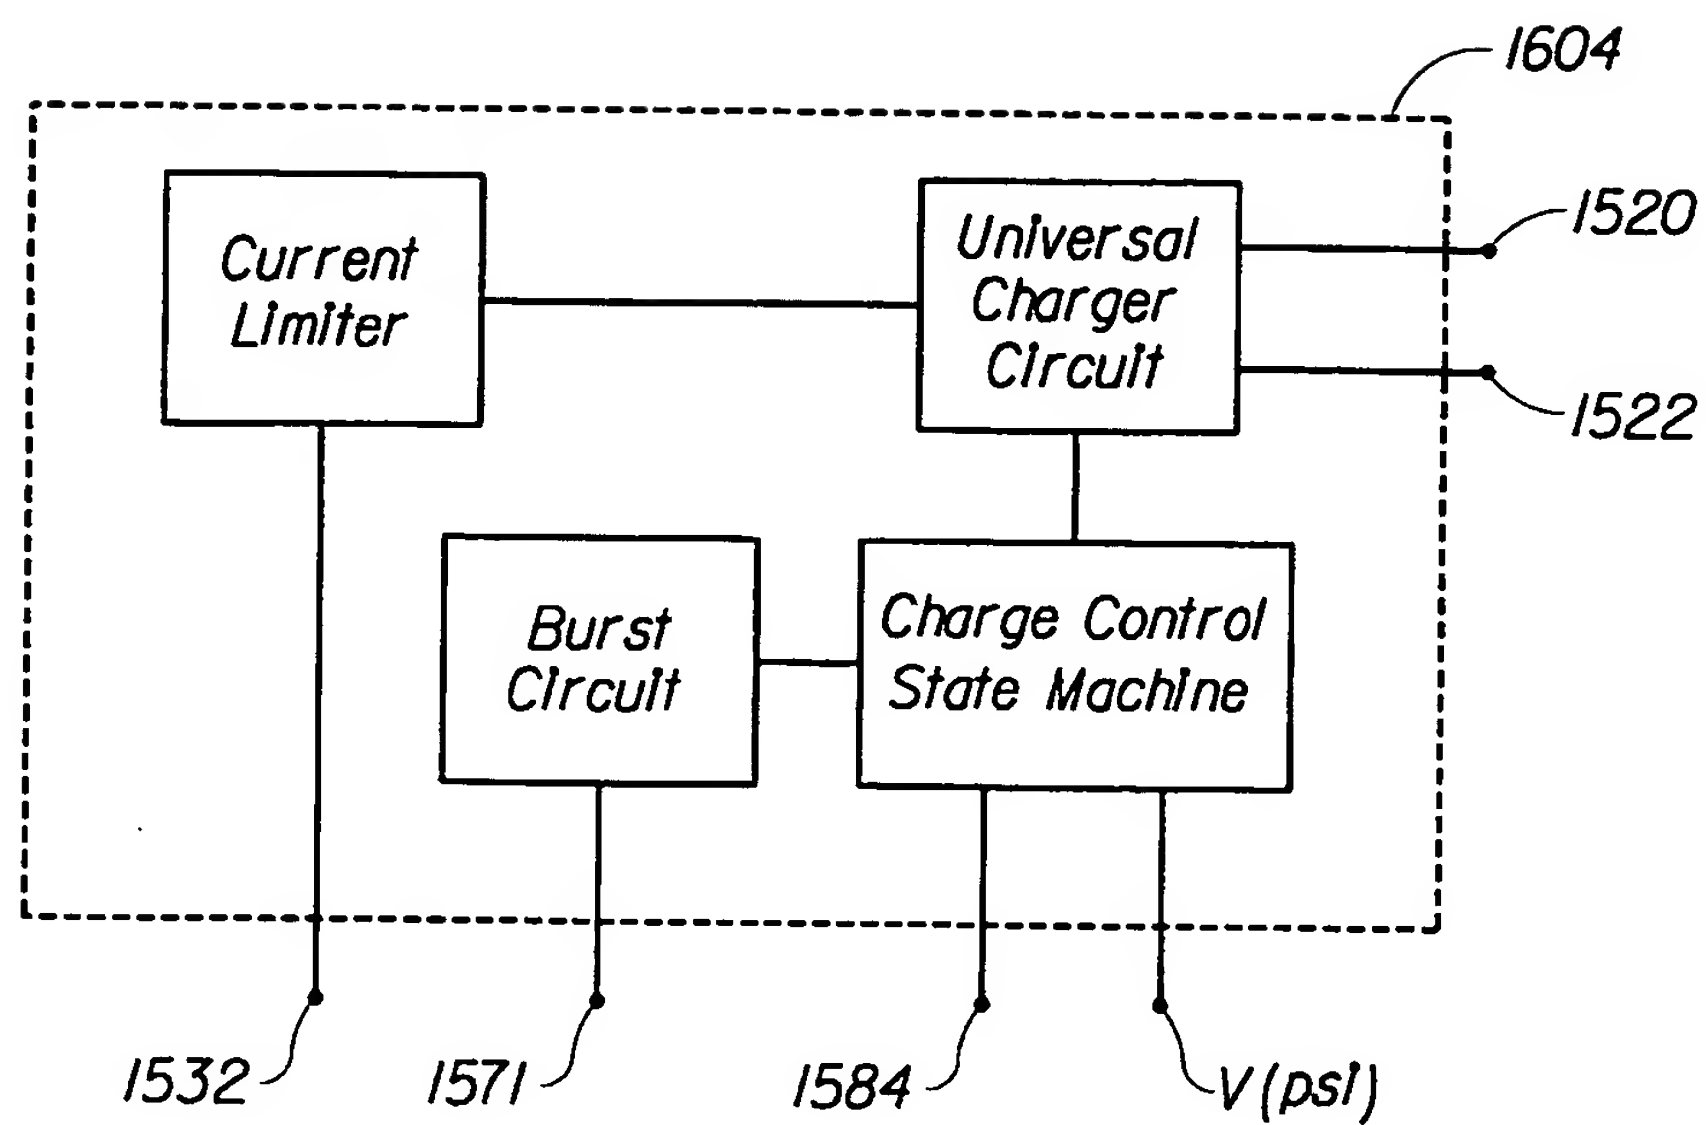 1604
Current
Limiter
Universal
Charger
Circuit
1520
1522
Burst
Circuit
Charge Control
State Machine
1532
1571
1584
V(psi)